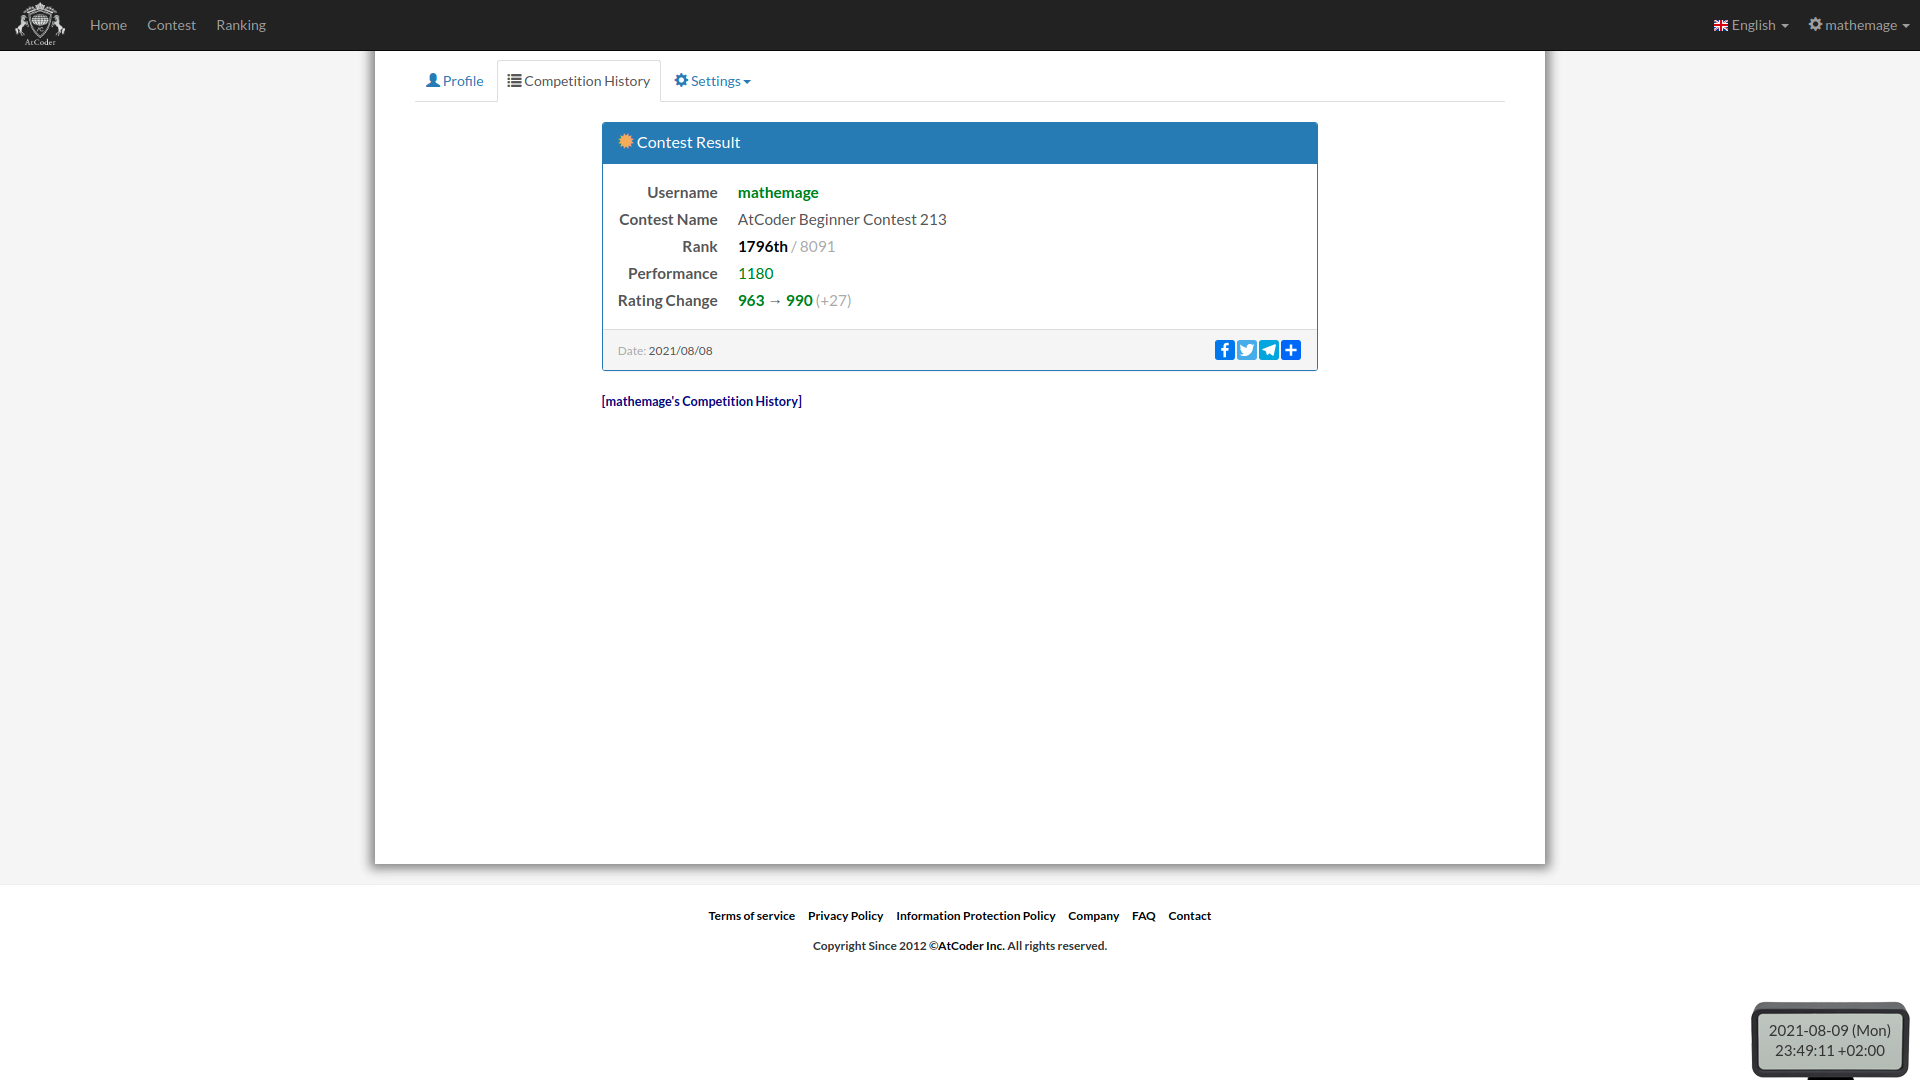 AtCoder
Home Contest Ranking
English mathemage
Profile Competition History Settings
Contest Result
Username mathemage
Contest Name AtCoder Beginner Contest 213
Rank 1796th / 8091
Performance 1180
Rating Change 963 → 990 (+27)
Date: 2021/08/08
[mathemage's Competition History]
Terms of service Privacy Policy Information Protection Policy Company FAQ Contact
Copyright Since 2012 ©AtCoder Inc. All rights reserved.
2021-08-09 (Mon)
23:49:11 +02:00